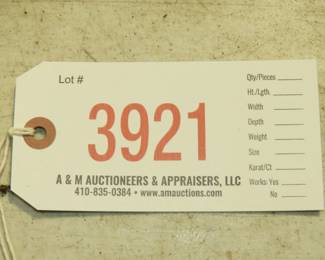 Lot #
3921
A & M AUCTIONEERS & APPRAISERS, LLC
410-835-0384 • www.amauctions.com
Qty/Pieces
Ht./Lgth.
Width
Depth
Weight
Size
Karat/Ct
Works: Yes
No